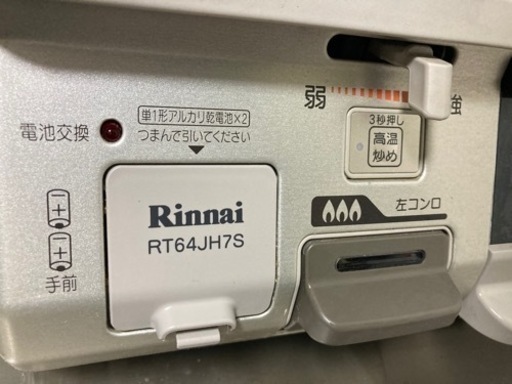 弱
強
3秒押し
高温
炒め
電池交換
単1形アルカリ乾電池×2
つまんで引いてください
Rinnai
RT64JH7S
左コンロ
手前